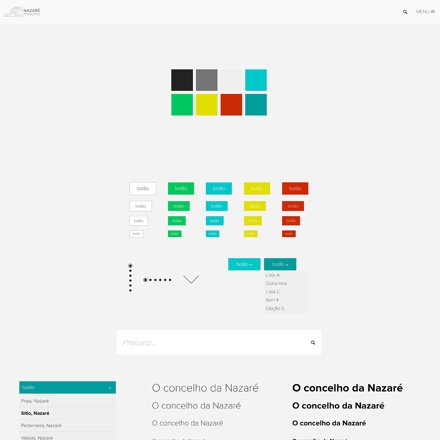 NAZARÉ
MUNICÍPIO
MENU
botão botão botão botão botão
botão botão botão botão botão
botão botão botão botão botão
botão botão botão botão botão
botão botão
Lista A
Outra lista
Lista C
Item 4
Opção 5
Procurar...
botão
Praia, Nazaré
Sítio, Nazaré
Pederneira, Nazaré
Valado, Nazaré
O concelho da Nazaré
O concelho da Nazaré
O concelho da Nazaré
O concelho da Nazaré
O concelho da Nazaré
O concelho da Nazaré